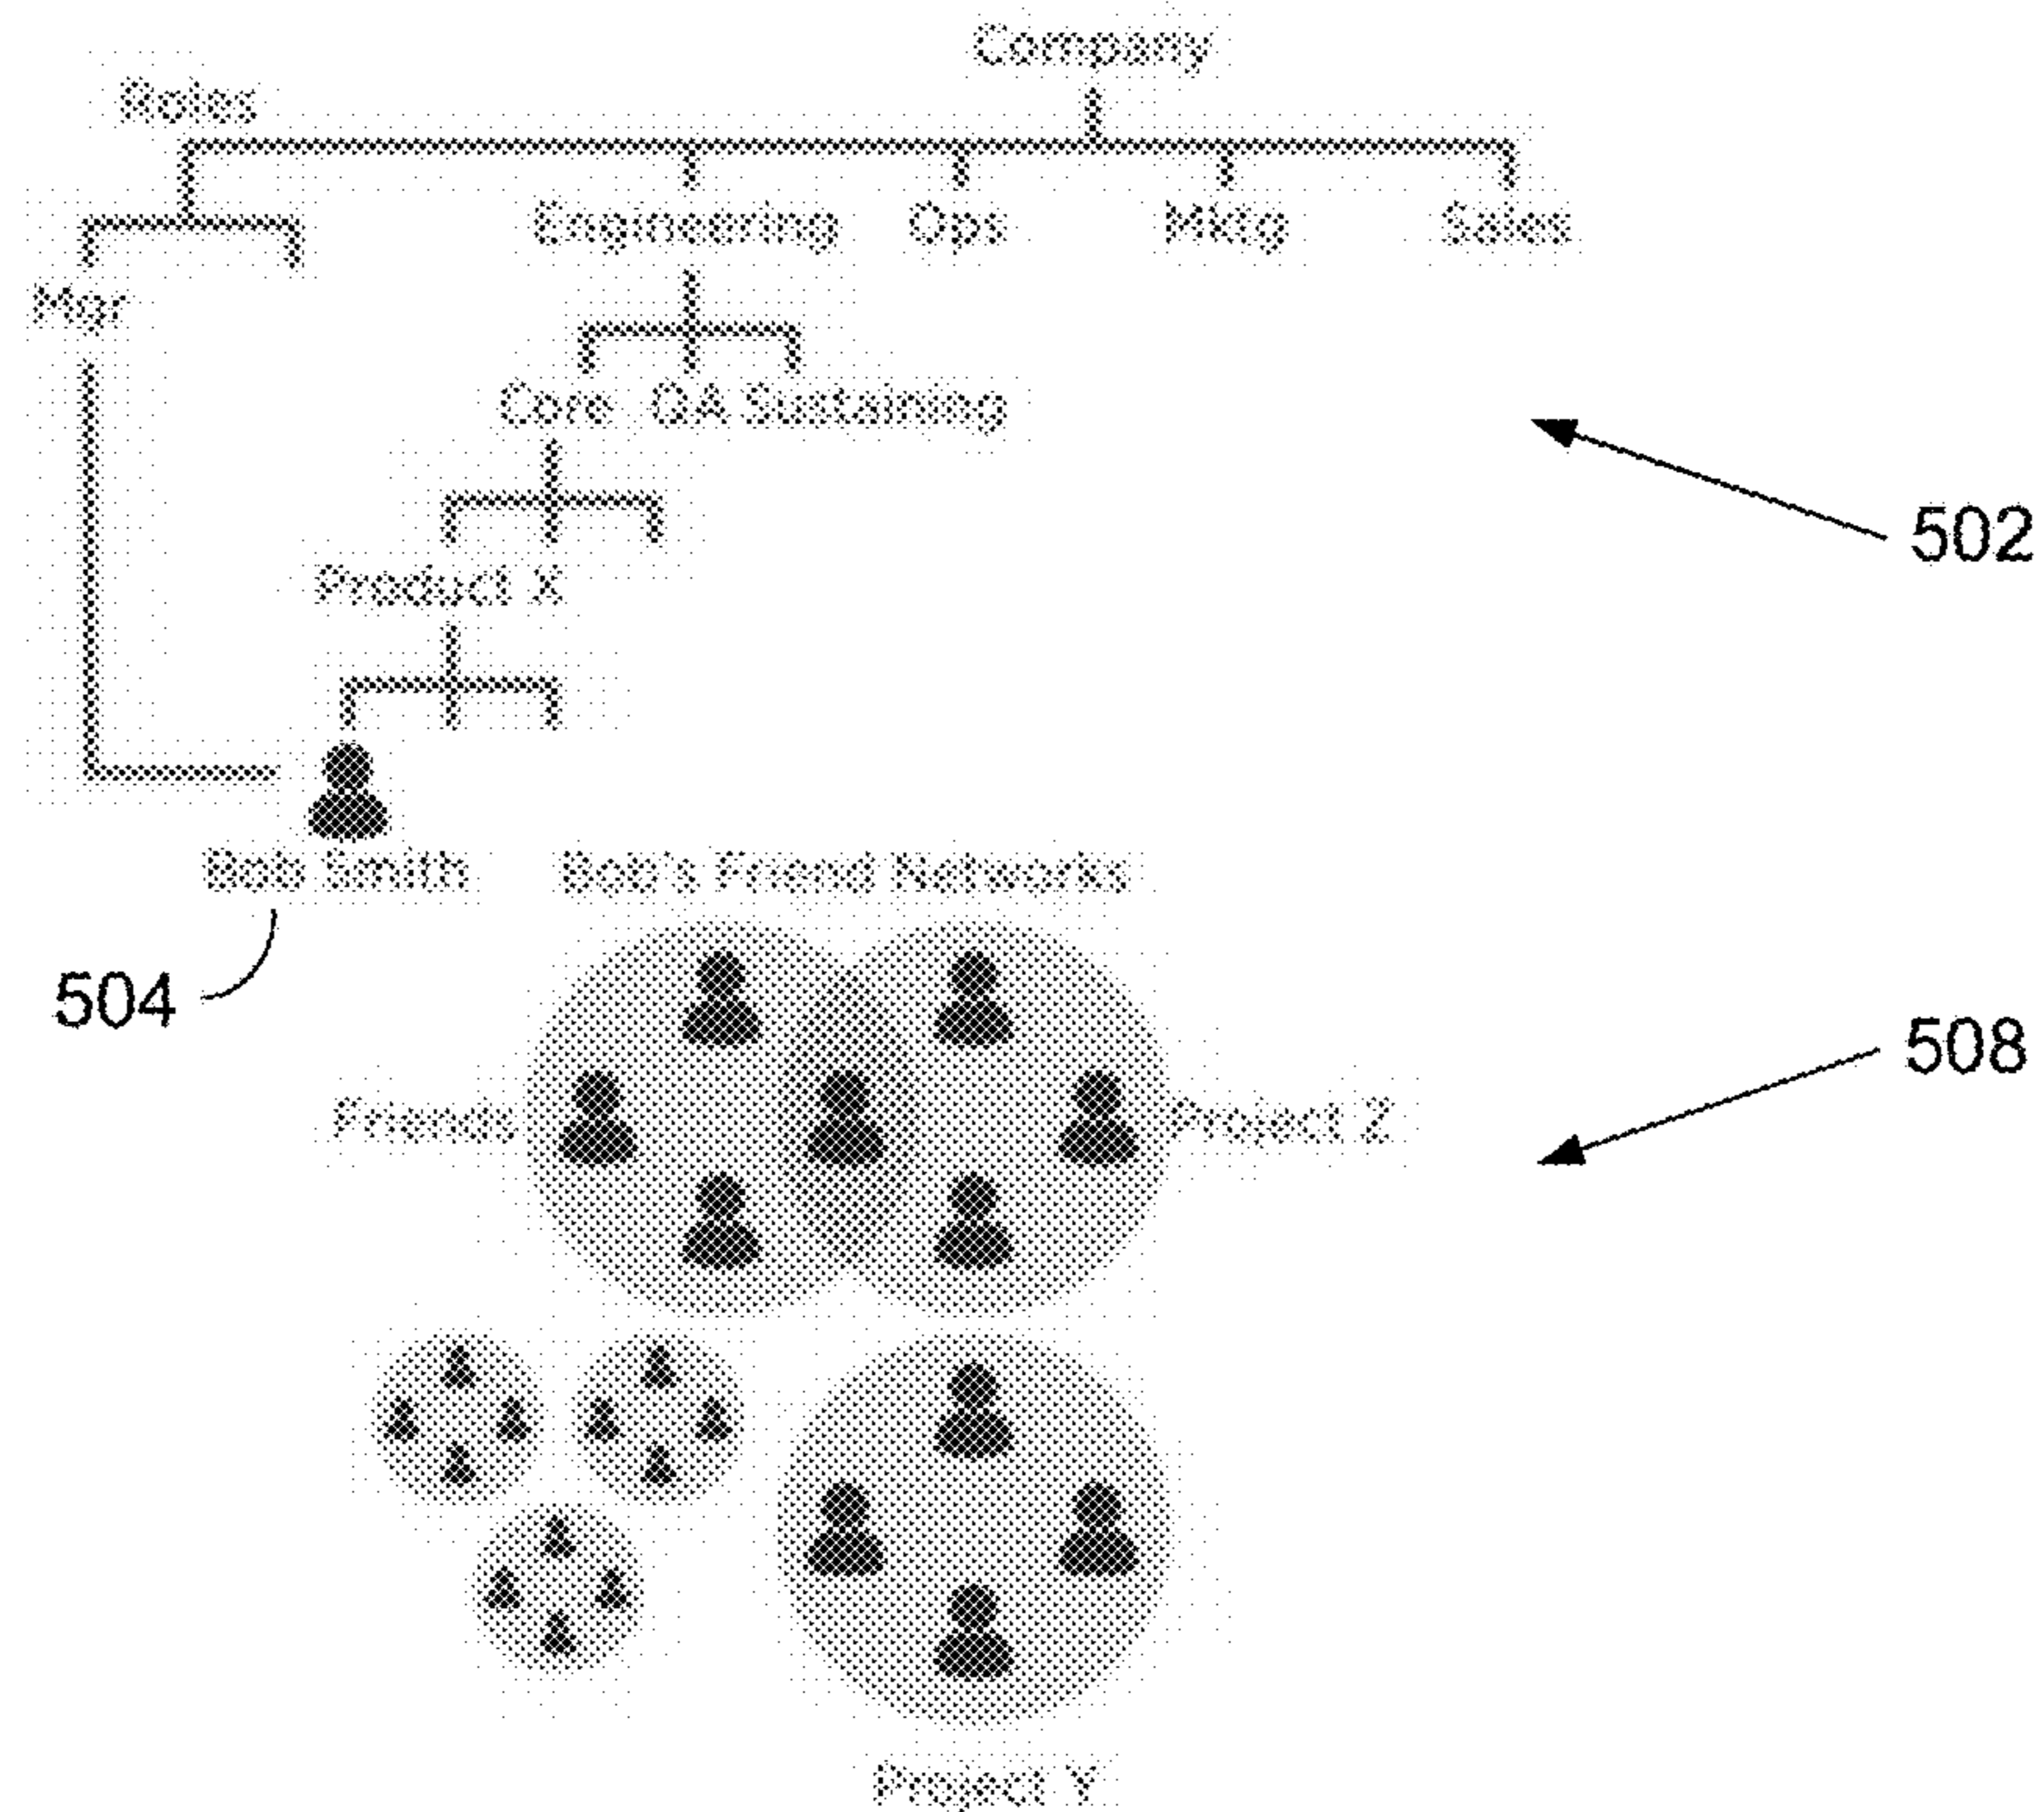 Company
Roles
Engineering Ops Mktg Sales
Mgr
Core QA Sustaining
502
Product X
Bob Smith Bob's Friend Networks
504
508
Friends Project Z
Project Y